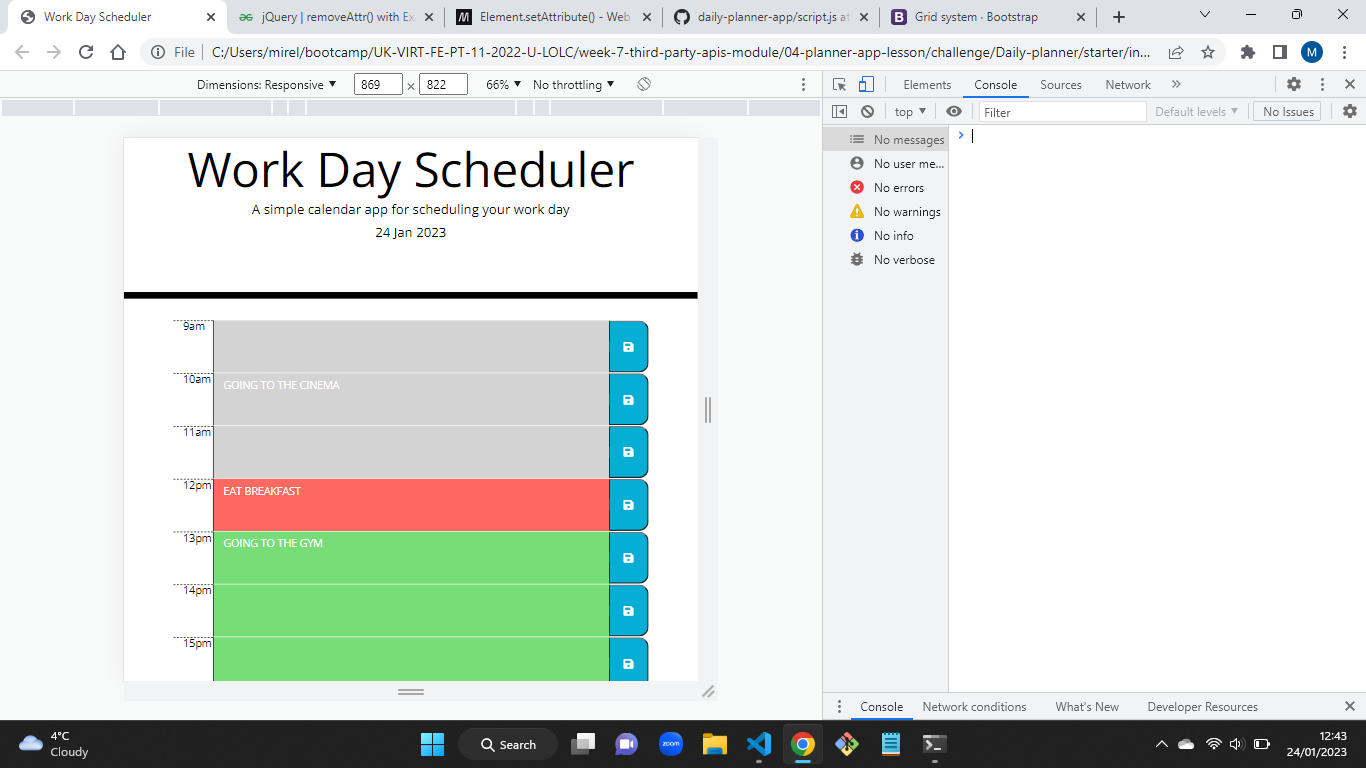 Work Day Scheduler
jQuery | removeAttr() with Ex
Element.setAttribute() - Web
daily-planner-app/script.js at
Grid system · Bootstrap
File
C:/Users/mirel/bootcamp/UK-VIRT-FE-PT-11-2022-U-LOLC/week-7-third-party-apis-module/04-planner-app-lesson/challenge/Daily-planner/starter/in...
M
Dimensions: Responsive
869 × 822
66%
No throttling
Elements
Console
Sources
Network
»
top
Filter
Default levels
No Issues
No messages
No user me...
No errors
No warnings
No info
No verbose
Work Day Scheduler
A simple calendar app for scheduling your work day
24 Jan 2023
9am
10am GOING TO THE CINEMA
11am
12pm EAT BREAKFAST
13pm GOING TO THE GYM
14pm
15pm
Console
Network conditions
What's New
Developer Resources
4°C
Cloudy
Search
zoom
12:43
24/01/2023